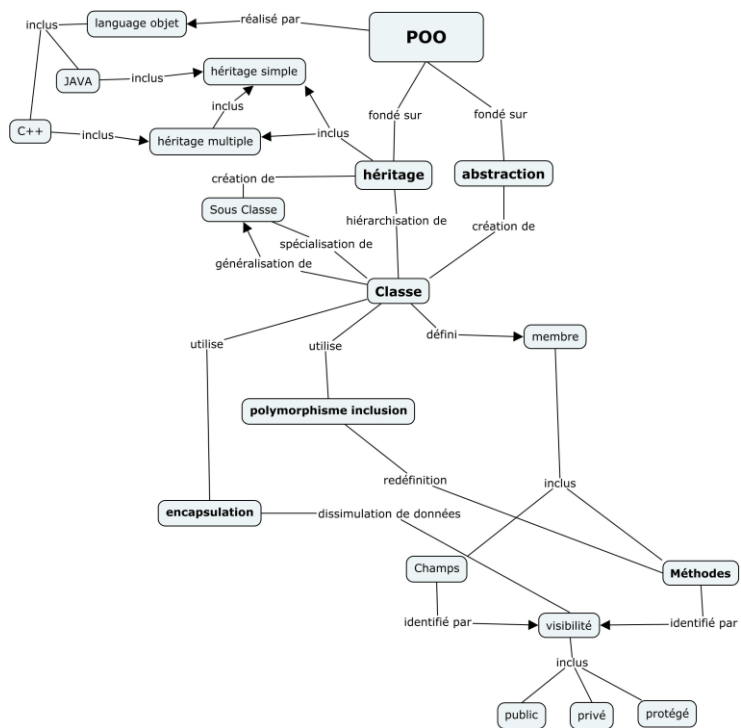 language objet
réalisé par
POO
inclus
JAVA
inclus
héritage simple
inclus
C++
inclus
héritage multiple
inclus
fondé sur
fondé sur
création de
héritage
abstraction
Sous Classe
hiérarchisation de
création de
spécialisation de
généralisation de
Classe
utilise
utilise
défini
membre
polymorphisme inclusion
redéfinition
inclus
encapsulation
dissimulation de données
Champs
Méthodes
identifié par
visibilité
identifié par
inclus
public
privé
protégé